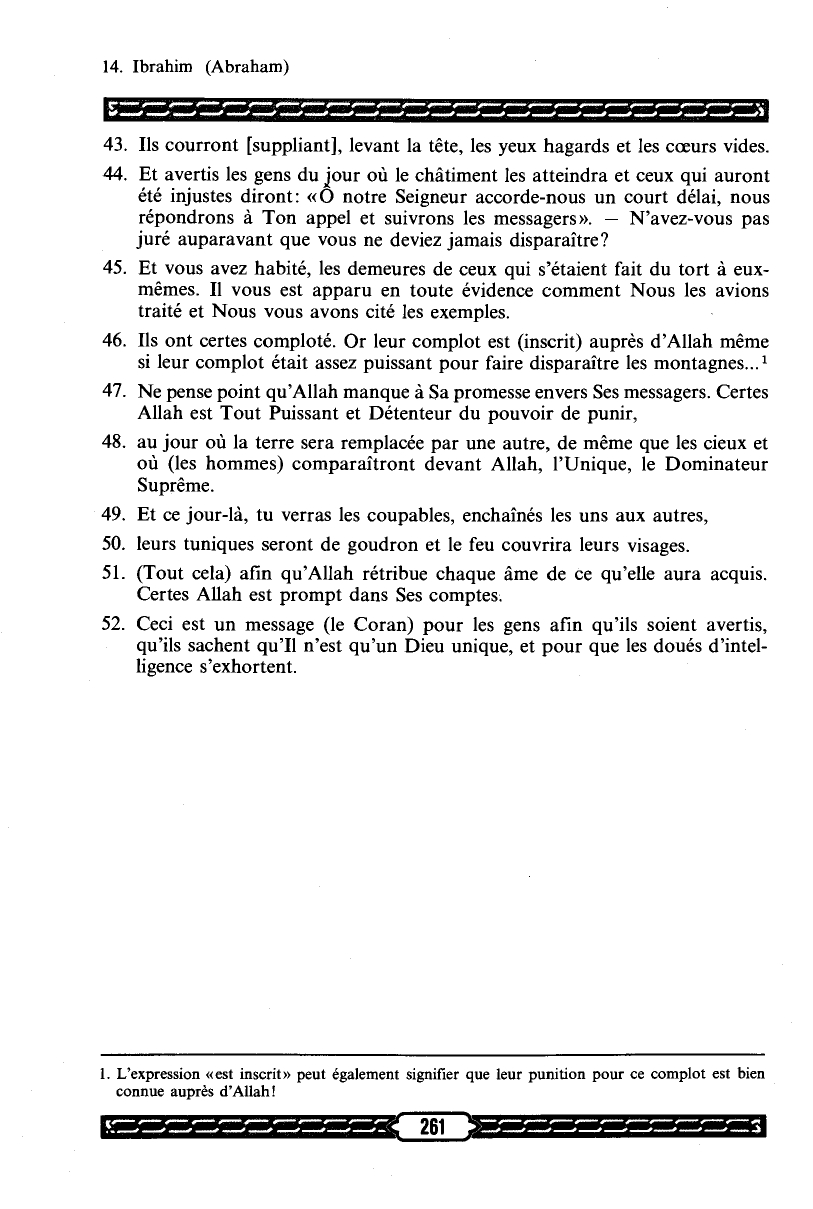 14. Ibrahim (Abraham)
43. Ils courront [suppliant], levant la tête, les yeux hagards et les cœurs vides.
44. Et avertis les gens du jour où le châtiment les atteindra et ceux qui auront
été injustes diront: «Ô notre Seigneur accorde-nous un court délai, nous
répondrons à Ton appel et suivrons les messagers». — N'avez-vous pas
juré auparavant que vous ne deviez jamais disparaître?
45. Et vous avez habité, les demeures de ceux qui s'étaient fait du tort à eux-
mêmes. Il vous est apparu en toute évidence comment Nous les avions
traité et Nous vous avons cité les exemples.
46. Ils ont certes comploté. Or leur complot est (inscrit) auprès d'Allah même
si leur complot était assez puissant pour faire disparaître les montagnes...¹
47. Ne pense point qu'Allah manque à Sa promesse envers Ses messagers. Certes
Allah est Tout Puissant et Détenteur du pouvoir de punir,
48. au jour où la terre sera remplacée par une autre, de même que les cieux et
où (les hommes) comparaîtront devant Allah, l'Unique, le Dominateur
Suprême.
49. Et ce jour-là, tu verras les coupables, enchaînés les uns aux autres,
50. leurs tuniques seront de goudron et le feu couvrira leurs visages.
51. (Tout cela) afin qu'Allah rétribue chaque âme de ce qu'elle aura acquis.
Certes Allah est prompt dans Ses comptes.
52. Ceci est un message (le Coran) pour les gens afin qu'ils soient avertis,
qu'ils sachent qu'Il n'est qu'un Dieu unique, et pour que les doués d'intel-
ligence s'exhortent.
1. L'expression «est inscrit» peut également signifier que leur punition pour ce complot est bien
connue auprès d'Allah!
261